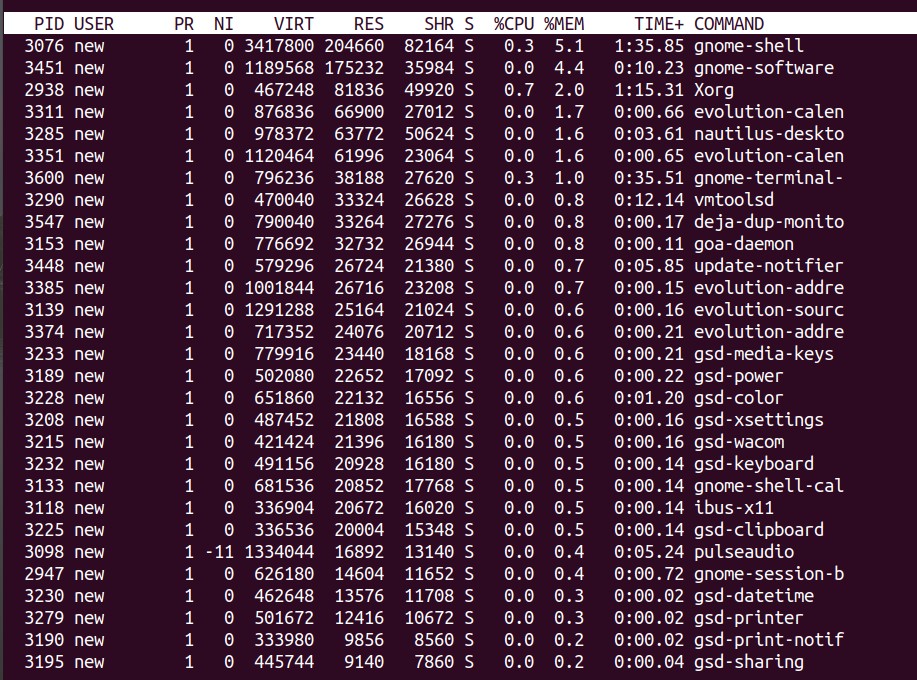 PID USER PR NI VIRT RES SHR S %CPU %MEM TIME+ COMMAND
3076 new 1 0 3417800 204660 82164 S 0.3 5.1 1:35.85 gnome-shell
3451 new 1 0 1189568 175232 35984 S 0.0 4.4 0:10.23 gnome-software
2938 new 1 0 467248 81836 49920 S 0.7 2.0 1:15.31 Xorg
3311 new 1 0 876836 66900 27012 S 0.0 1.7 0:00.66 evolution-calen
3285 new 1 0 978372 63772 50624 S 0.0 1.6 0:03.61 nautilus-deskto
3351 new 1 0 1120464 61996 23064 S 0.0 1.6 0:00.65 evolution-calen
3600 new 1 0 796236 38188 27620 S 0.3 1.0 0:35.51 gnome-terminal-
3290 new 1 0 470040 33324 26628 S 0.0 0.8 0:12.14 vmtoolsd
3547 new 1 0 790040 33264 27276 S 0.0 0.8 0:00.17 deja-dup-monito
3153 new 1 0 776692 32732 26944 S 0.0 0.8 0:00.11 goa-daemon
3448 new 1 0 579296 26724 21380 S 0.0 0.7 0:05.85 update-notifier
3385 new 1 0 1001844 26716 23208 S 0.0 0.7 0:00.15 evolution-addre
3139 new 1 0 1291288 25164 21024 S 0.0 0.6 0:00.16 evolution-sourc
3374 new 1 0 717352 24076 20712 S 0.0 0.6 0:00.21 evolution-addre
3233 new 1 0 779916 23440 18168 S 0.0 0.6 0:00.21 gsd-media-keys
3189 new 1 0 502080 22652 17092 S 0.0 0.6 0:00.22 gsd-power
3228 new 1 0 651860 22132 16556 S 0.0 0.6 0:01.20 gsd-color
3208 new 1 0 487452 21808 16588 S 0.0 0.5 0:00.16 gsd-xsettings
3215 new 1 0 421424 21396 16180 S 0.0 0.5 0:00.16 gsd-wacom
3232 new 1 0 491156 20928 16180 S 0.0 0.5 0:00.14 gsd-keyboard
3133 new 1 0 681536 20852 17768 S 0.0 0.5 0:00.14 gnome-shell-cal
3118 new 1 0 336904 20672 16020 S 0.0 0.5 0:00.14 ibus-x11
3225 new 1 0 336536 20004 15348 S 0.0 0.5 0:00.14 gsd-clipboard
3098 new 1 -11 1334044 16892 13140 S 0.0 0.4 0:05.24 pulseaudio
2947 new 1 0 626180 14604 11652 S 0.0 0.4 0:00.72 gnome-session-b
3230 new 1 0 462648 13576 11708 S 0.0 0.3 0:00.02 gsd-datetime
3279 new 1 0 501672 12416 10672 S 0.0 0.3 0:00.02 gsd-printer
3190 new 1 0 333980 9856 8560 S 0.0 0.2 0:00.02 gsd-print-notif
3195 new 1 0 445744 9140 7860 S 0.0 0.2 0:00.04 gsd-sharing